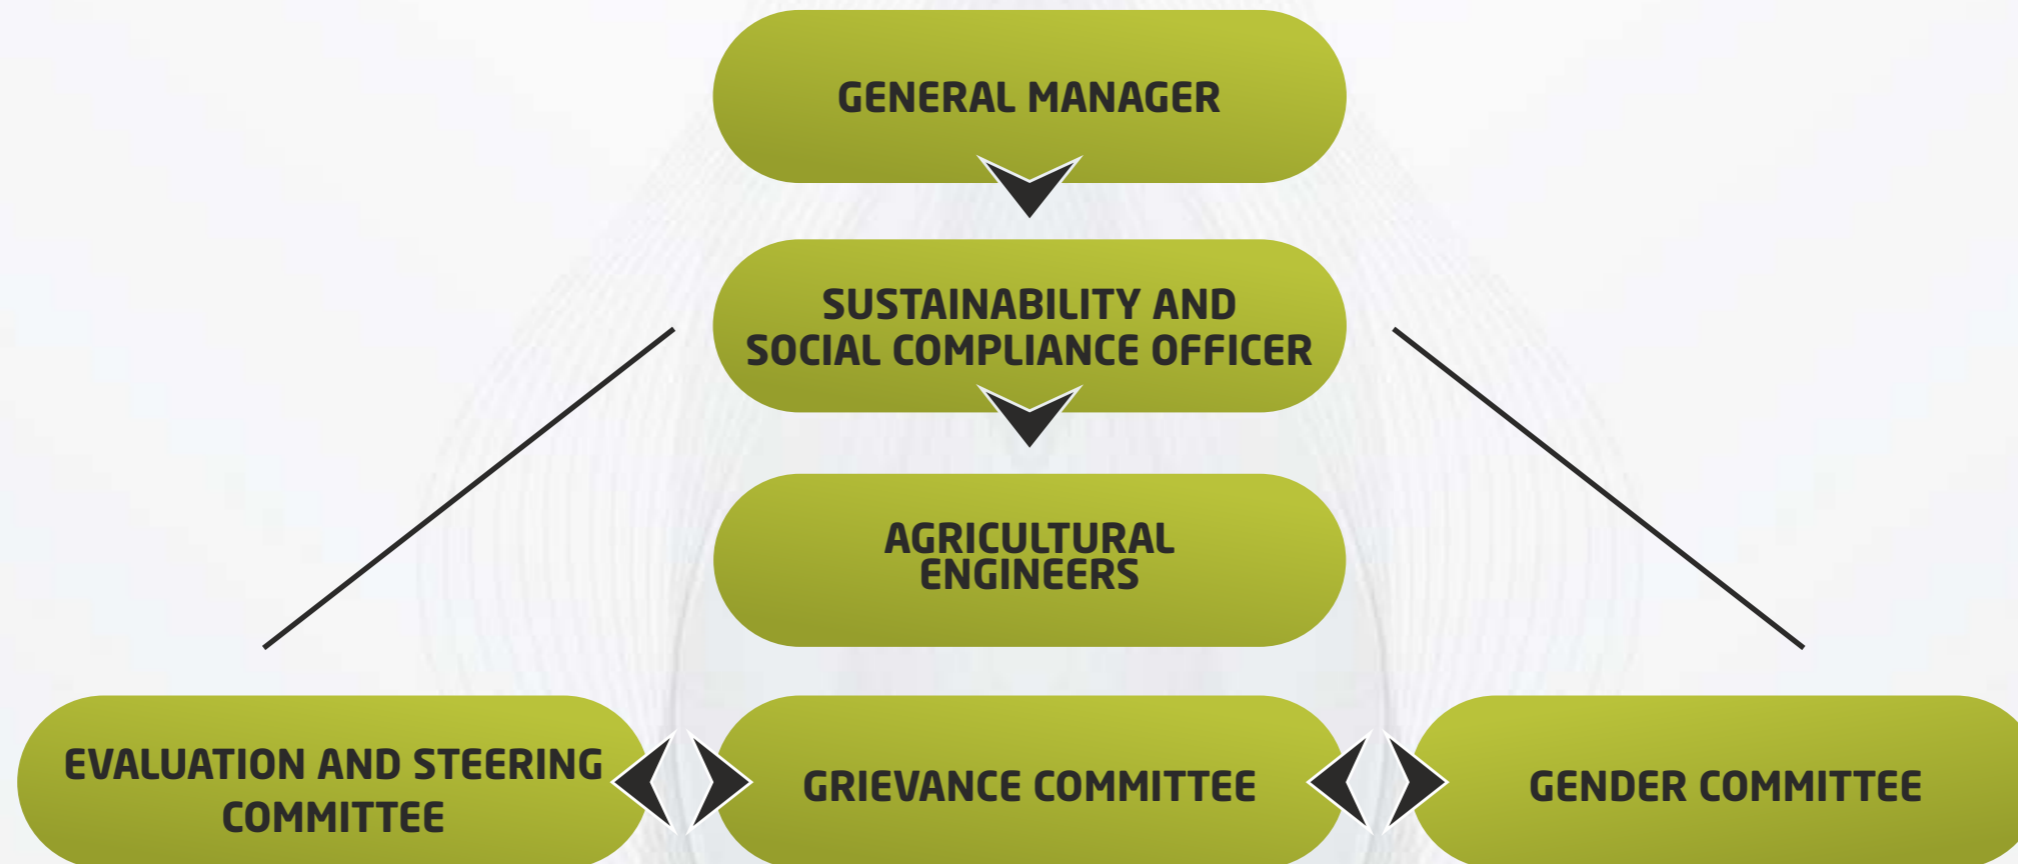 GENERAL MANAGER
SUSTAINABILITY AND
SOCIAL COMPLIANCE OFFICER
AGRICULTURAL
ENGINEERS
EVALUATION AND STEERING
COMMITTEE
GRIEVANCE COMMITTEE
GENDER COMMITTEE